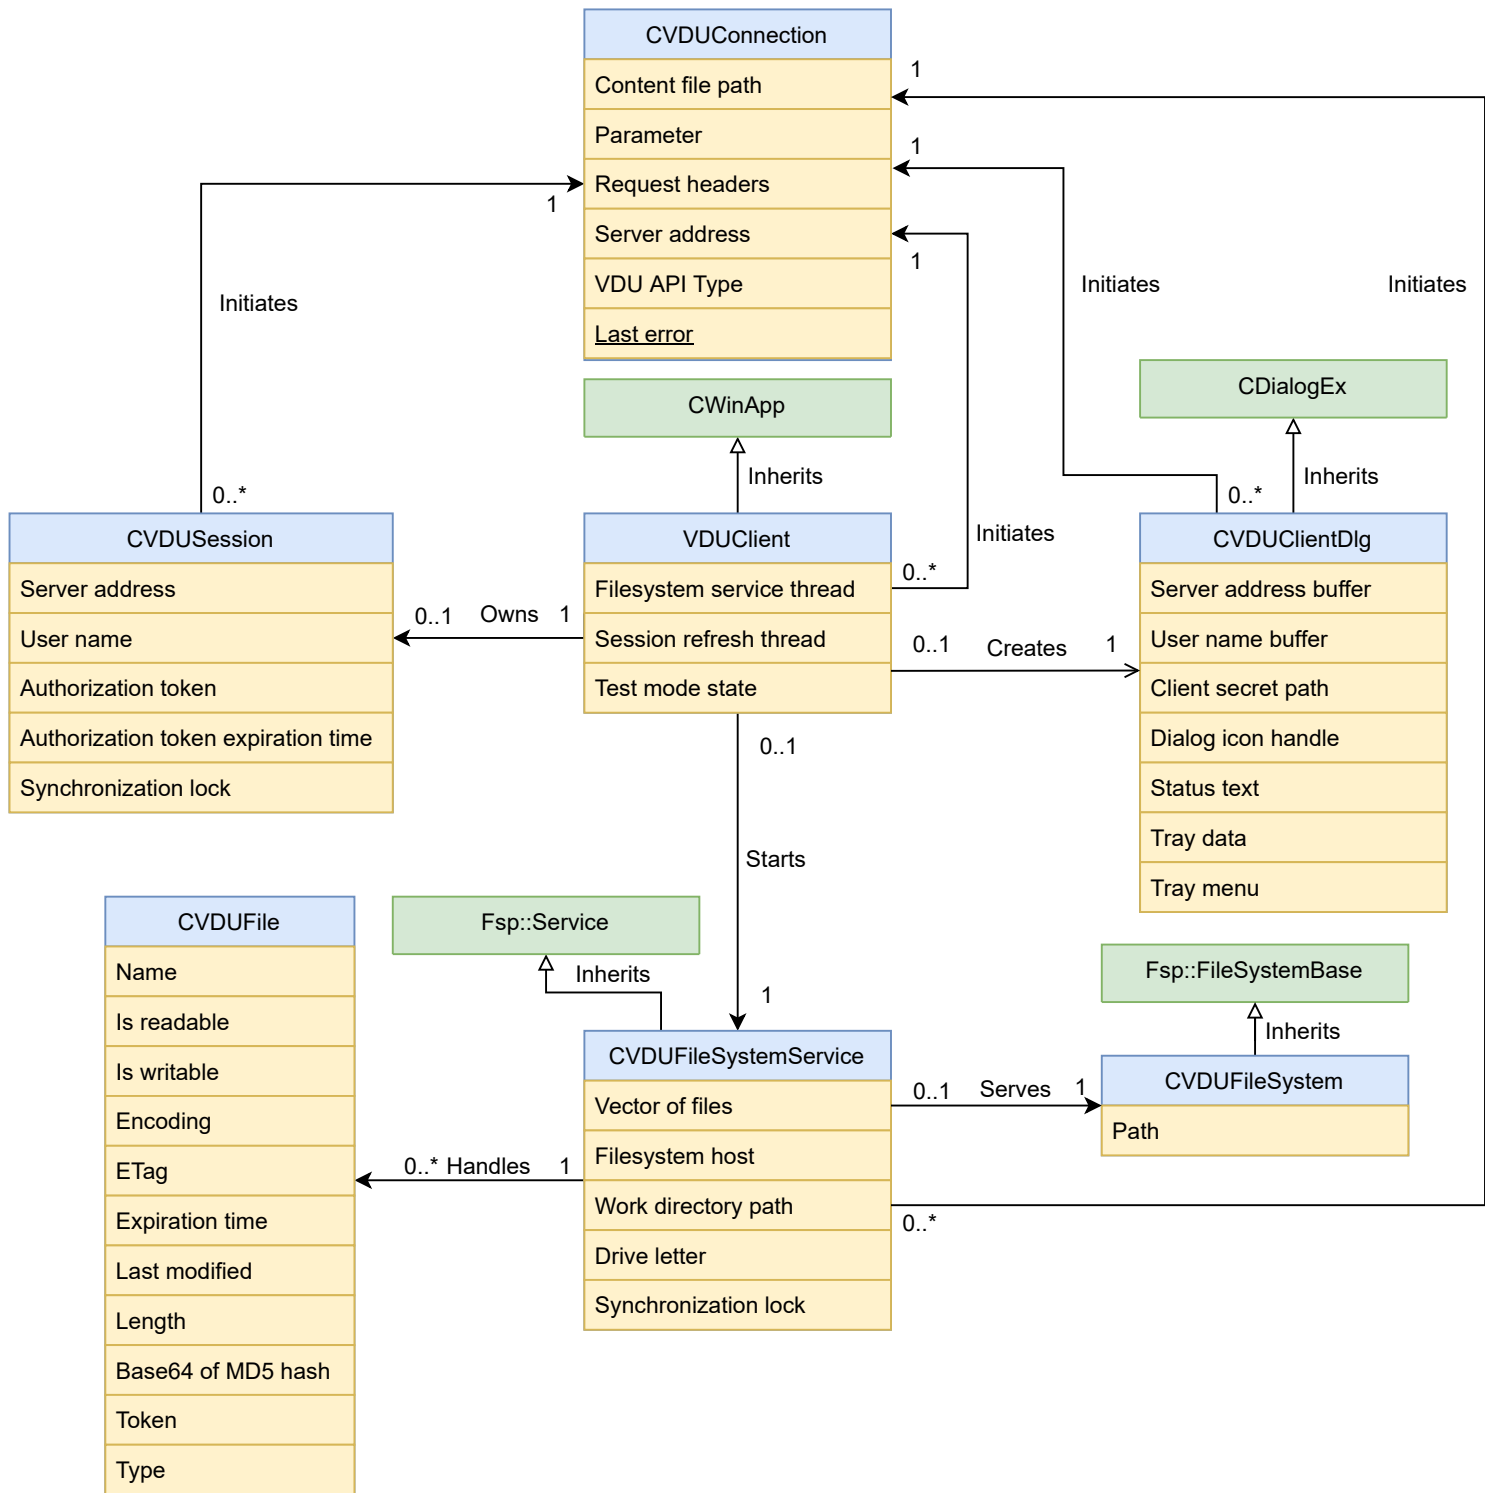 CVDUConnection
Content file path
Parameter
Request headers
Server address
VDU API Type
Last error
1
1
1
1
Initiates
Initiates
Initiates
CWinApp
Inherits
CDialogEx
Inherits
0..*
0..*
Initiates
CVDUSession
Server address
User name
Authorization token
Authorization token expiration time
Synchronization lock
0..1 Owns 1
VDUClient
Filesystem service thread
Session refresh thread
Test mode state
0..*
0..1 Creates 1
CVDUClientDlg
Server address buffer
User name buffer
Client secret path
Dialog icon handle
Status text
Tray data
Tray menu
0..1
Starts
1
CVDUFile
Name
Is readable
Is writable
Encoding
ETag
Expiration time
Last modified
Length
Base64 of MD5 hash
Token
Type
Fsp::Service
Inherits
0..* Handles 1
CVDUFileSystemService
Vector of files
Filesystem host
Work directory path
Drive letter
Synchronization lock
0..1 Serves 1
0..*
Fsp::FileSystemBase
Inherits
CVDUFileSystem
Path